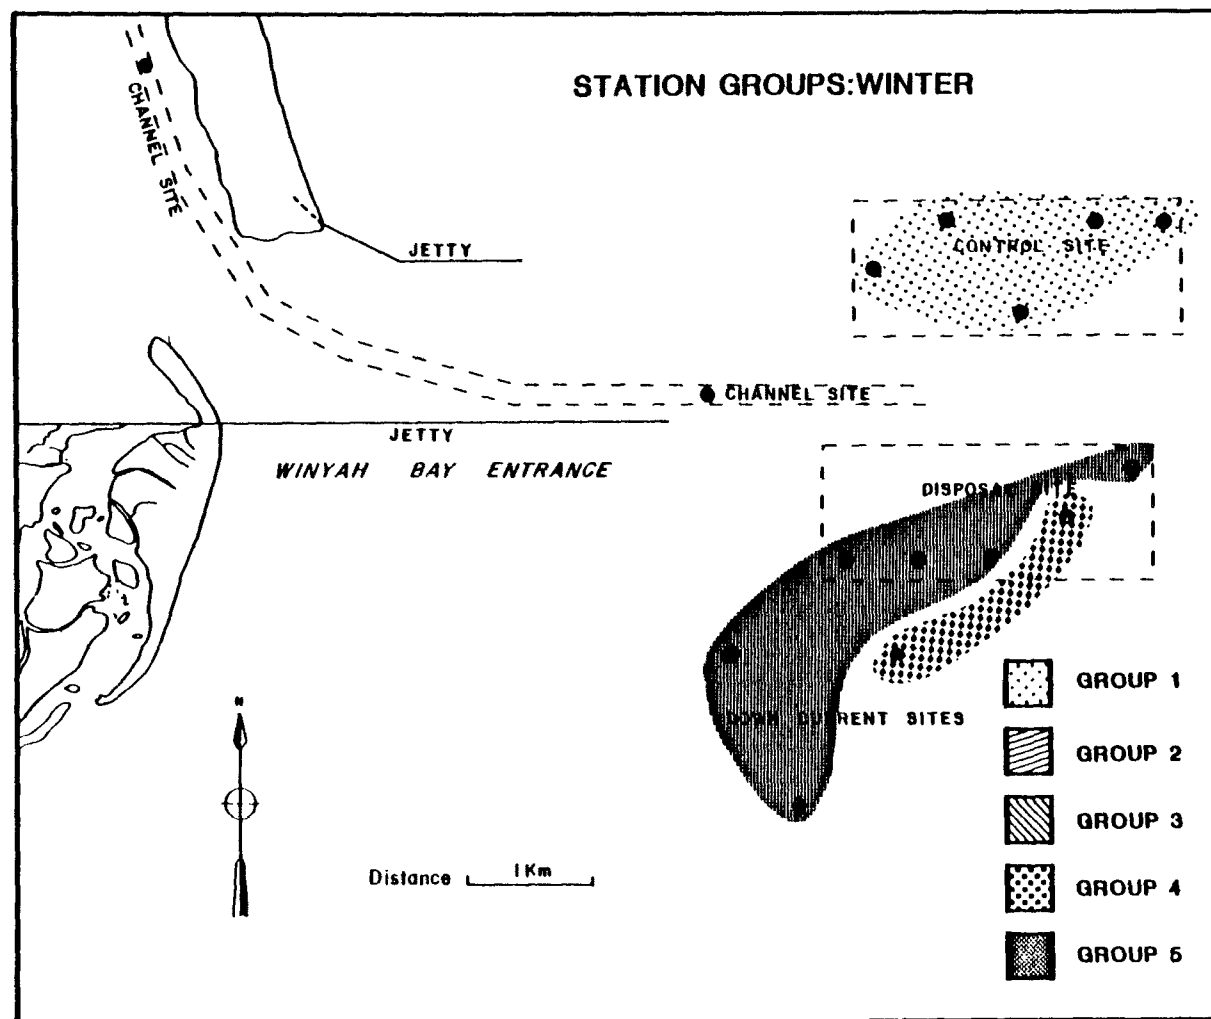 STATION GROUPS:WINTER
CHANNEL SITE
JETTY
CONTROL SITE
CHANNEL SITE
JETTY
WINYAH BAY ENTRANCE
DISPOSAL SITE
GROUP 1
N
DOWN CURRENT SITES
GROUP 2
GROUP 3
Distance 1Km
GROUP 4
GROUP 5